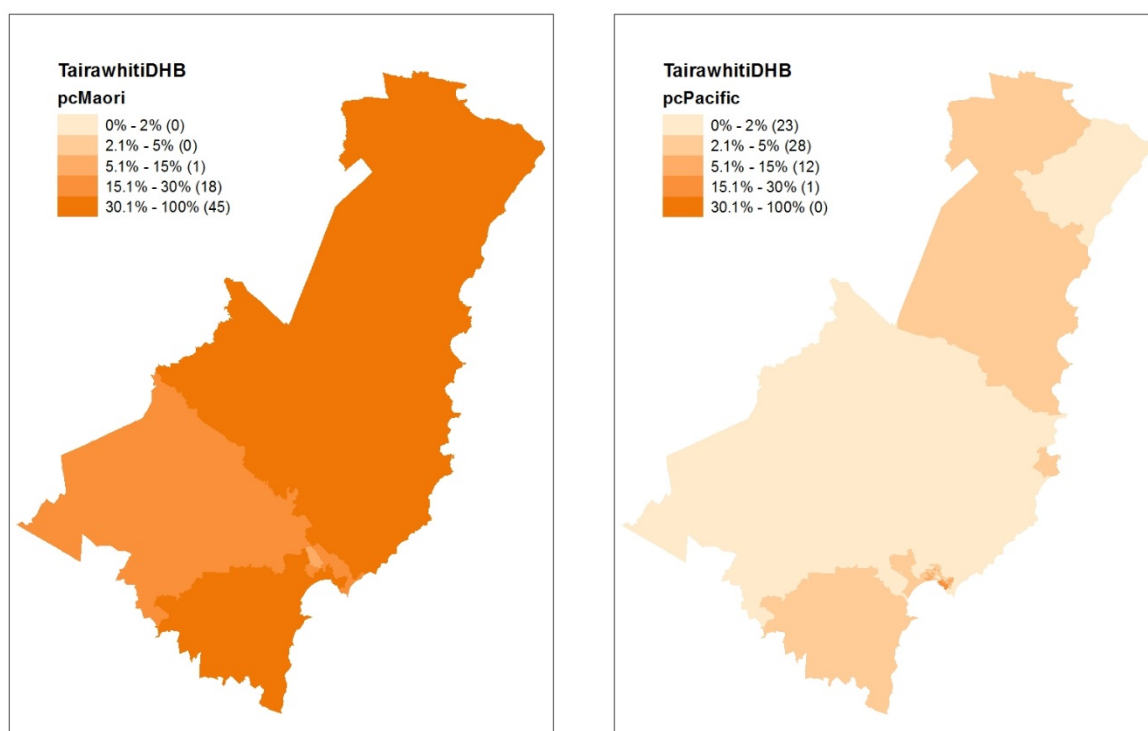 TairawhitiDHB
pcMaori
0% - 2% (0)
2.1% - 5% (0)
5.1% - 15% (1)
15.1% - 30% (18)
30.1% - 100% (45)
TairawhitiDHB
pcPacific
0% - 2% (23)
2.1% - 5% (28)
5.1% - 15% (12)
15.1% - 30% (1)
30.1% - 100% (0)